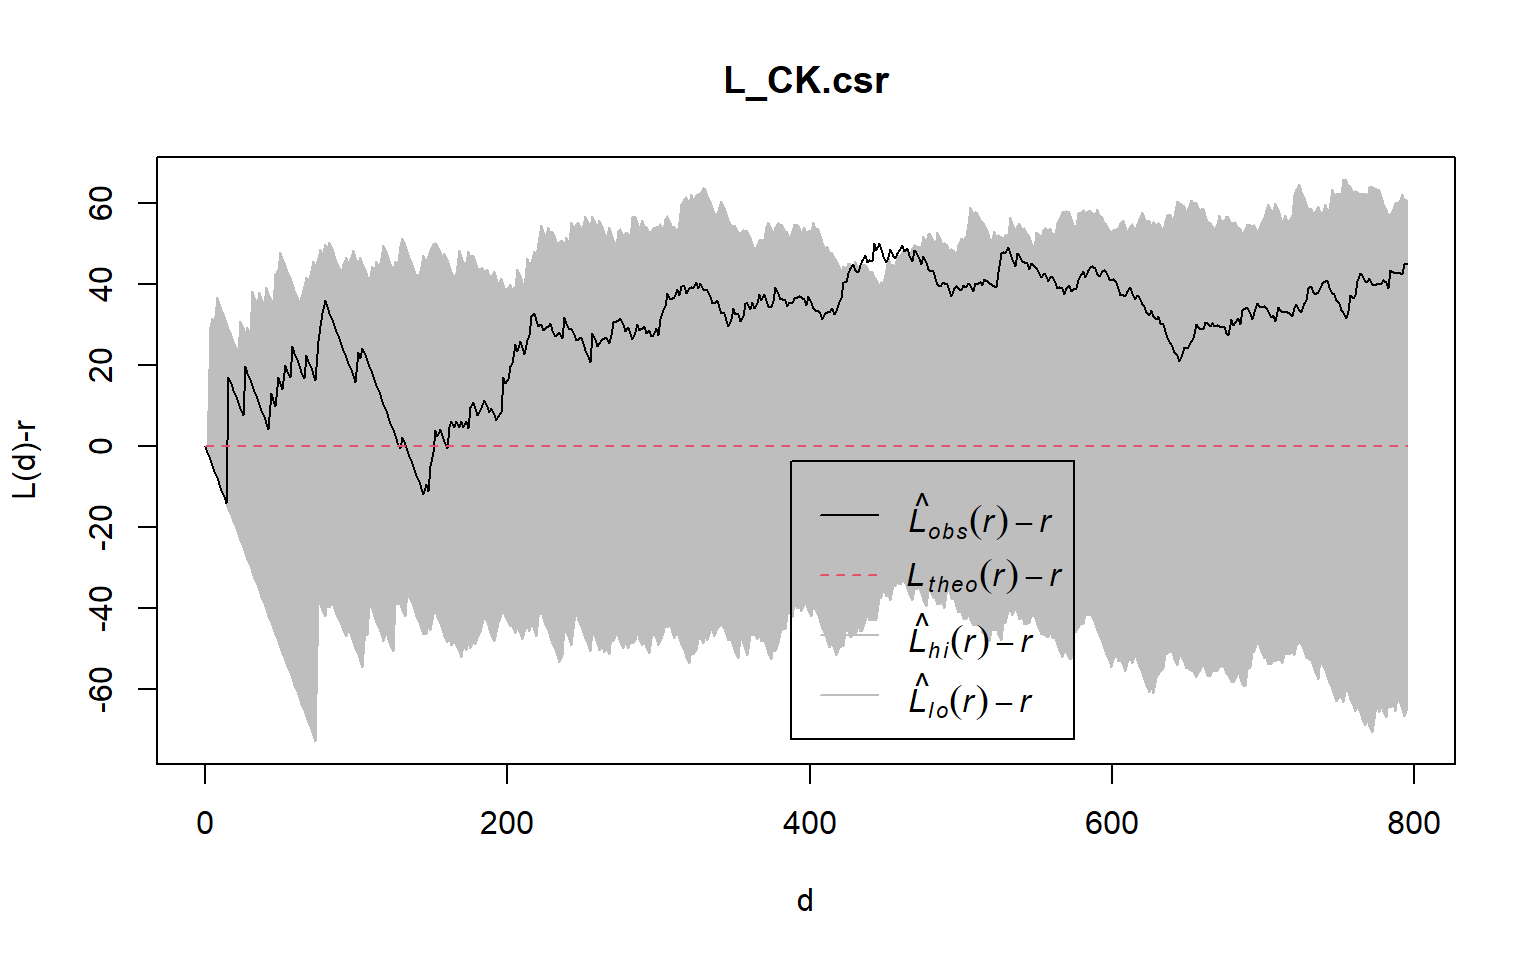 L_CK.csr
L(d)-r
60
40
20
0
-20
-40
-60
L̂obs(r) – r
Ltheo(r) – r
L̂hi(r) – r
L̂lo(r) – r
0 200 400 600 800
d